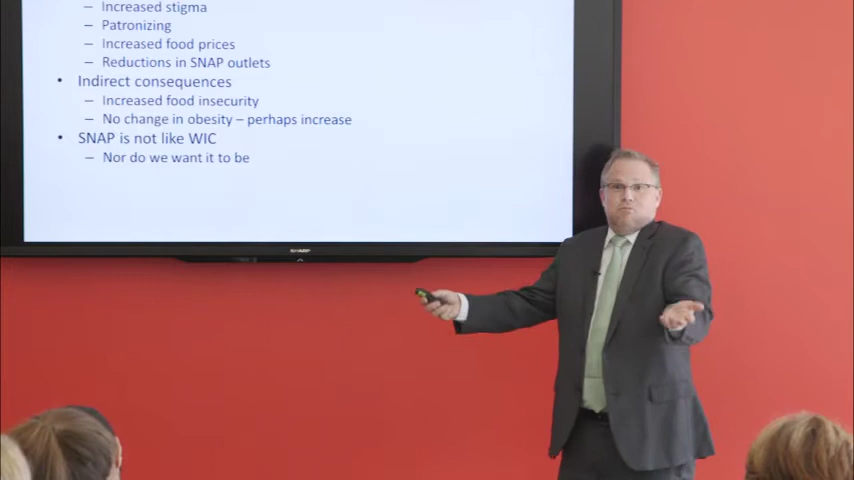 – Increased stigma
– Patronizing
– Increased food prices
– Reductions in SNAP outlets
• Indirect consequences
– Increased food insecurity
– No change in obesity – perhaps increase
• SNAP is not like WIC
– Nor do we want it to be
SHARP